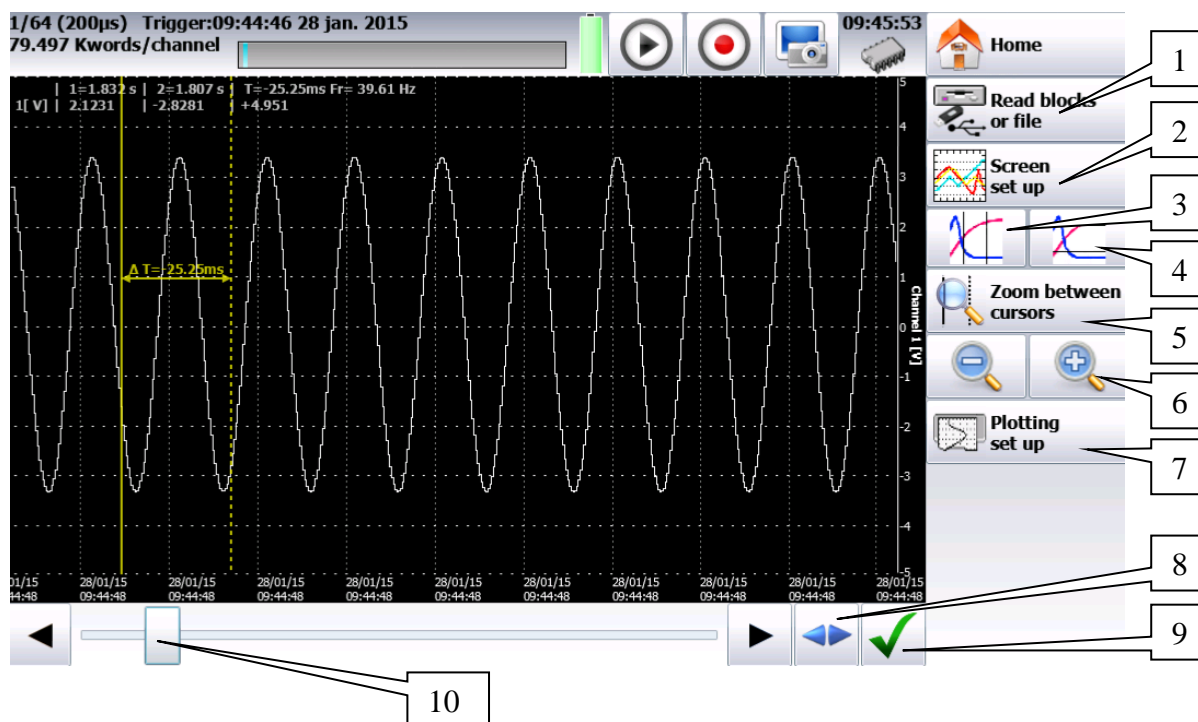 1/64 (200µs) Trigger:09:44:46 28 jan. 2015
79.497 Kwords/channel
09:45:53
Home
1
Read blocks
or file
2
Screen
set up
3
4
Zoom between
cursors
5
6
Plotting
set up
7
8
9
10
| 1=1.832 s | 2=1.807 s | T=-25.25ms Fr= 39.61 Hz
1[ V] | 2.1231 | -2.8281 | +4.951
Δ T=-25.25ms
5
4
3
2
1
0
-1
-2
-3
-4
-5
Channel 1 [V]
01/15 28/01/15 28/01/15 28/01/15 28/01/15 28/01/15 28/01/15 28/01/15 28/01/15 28/01/15 28/01/15
44:48 09:44:48 09:44:48 09:44:48 09:44:48 09:44:48 09:44:48 09:44:48 09:44:48 09:44:48 09:44:48